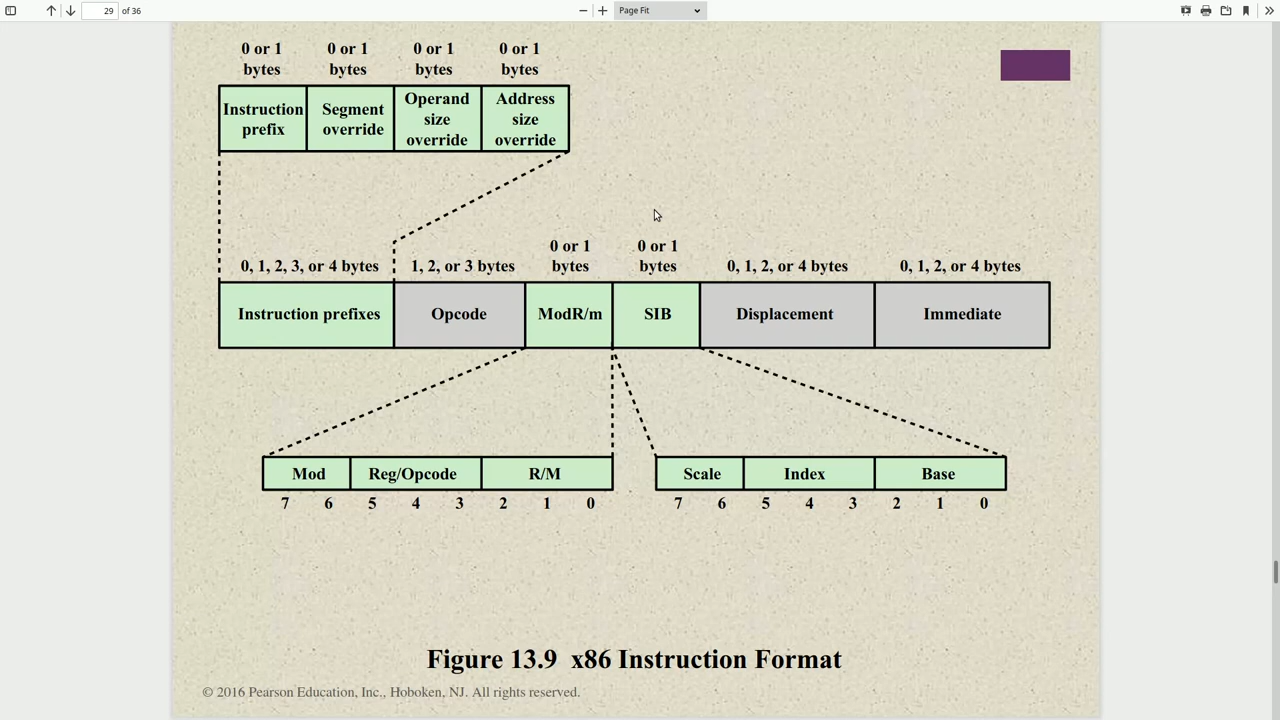 29 of 36
Page Fit
0 or 1 0 or 1 0 or 1 0 or 1
bytes bytes bytes bytes
Instruction prefix
Segment override
Operand size override
Address size override
0 or 1 0 or 1
0, 1, 2, 3, or 4 bytes 1, 2, or 3 bytes bytes bytes 0, 1, 2, or 4 bytes 0, 1, 2, or 4 bytes
Instruction prefixes Opcode ModR/m SIB Displacement Immediate
Mod Reg/Opcode R/M Scale Index Base
7 6 5 4 3 2 1 0 7 6 5 4 3 2 1 0
Figure 13.9 x86 Instruction Format
© 2016 Pearson Education, Inc., Hoboken, NJ. All rights reserved.